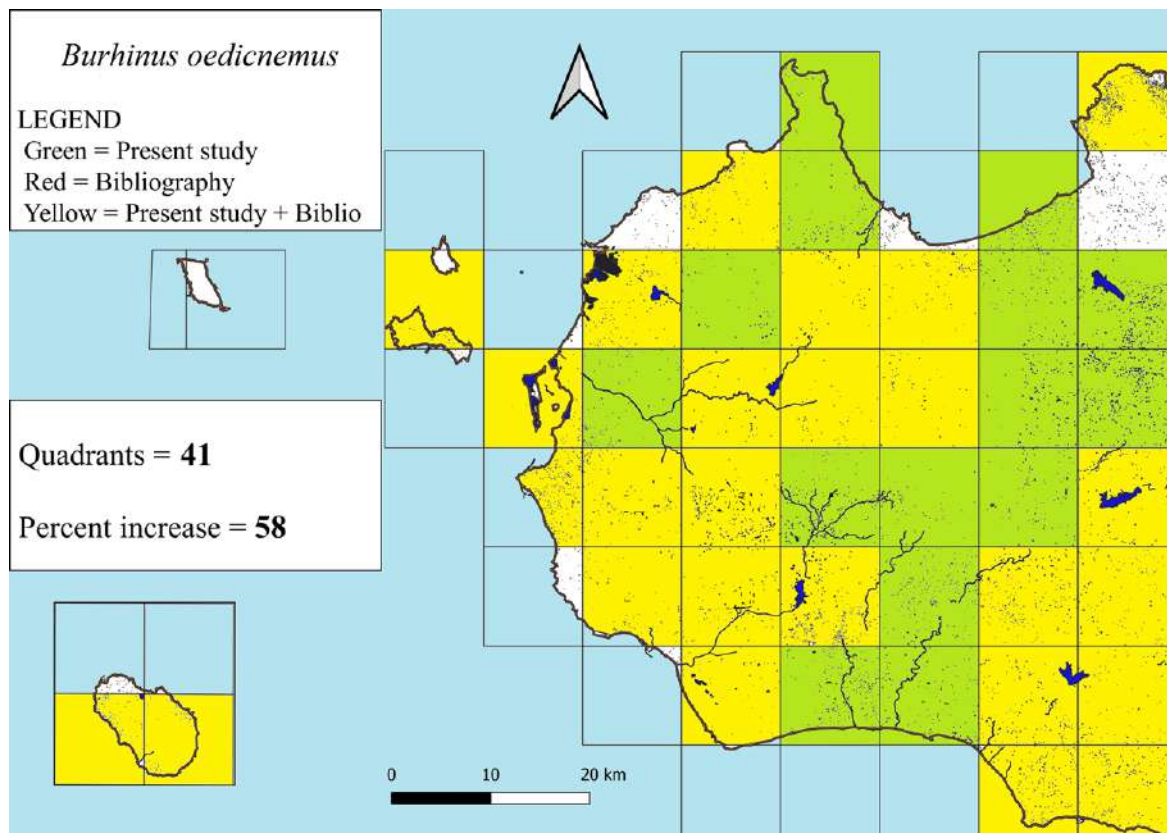 Burhinus oedicnemus
LEGEND
Green = Present study
Red = Bibliography
Yellow = Present study + Biblio
Quadrants = 41
Percent increase = 58
0 10 20 km